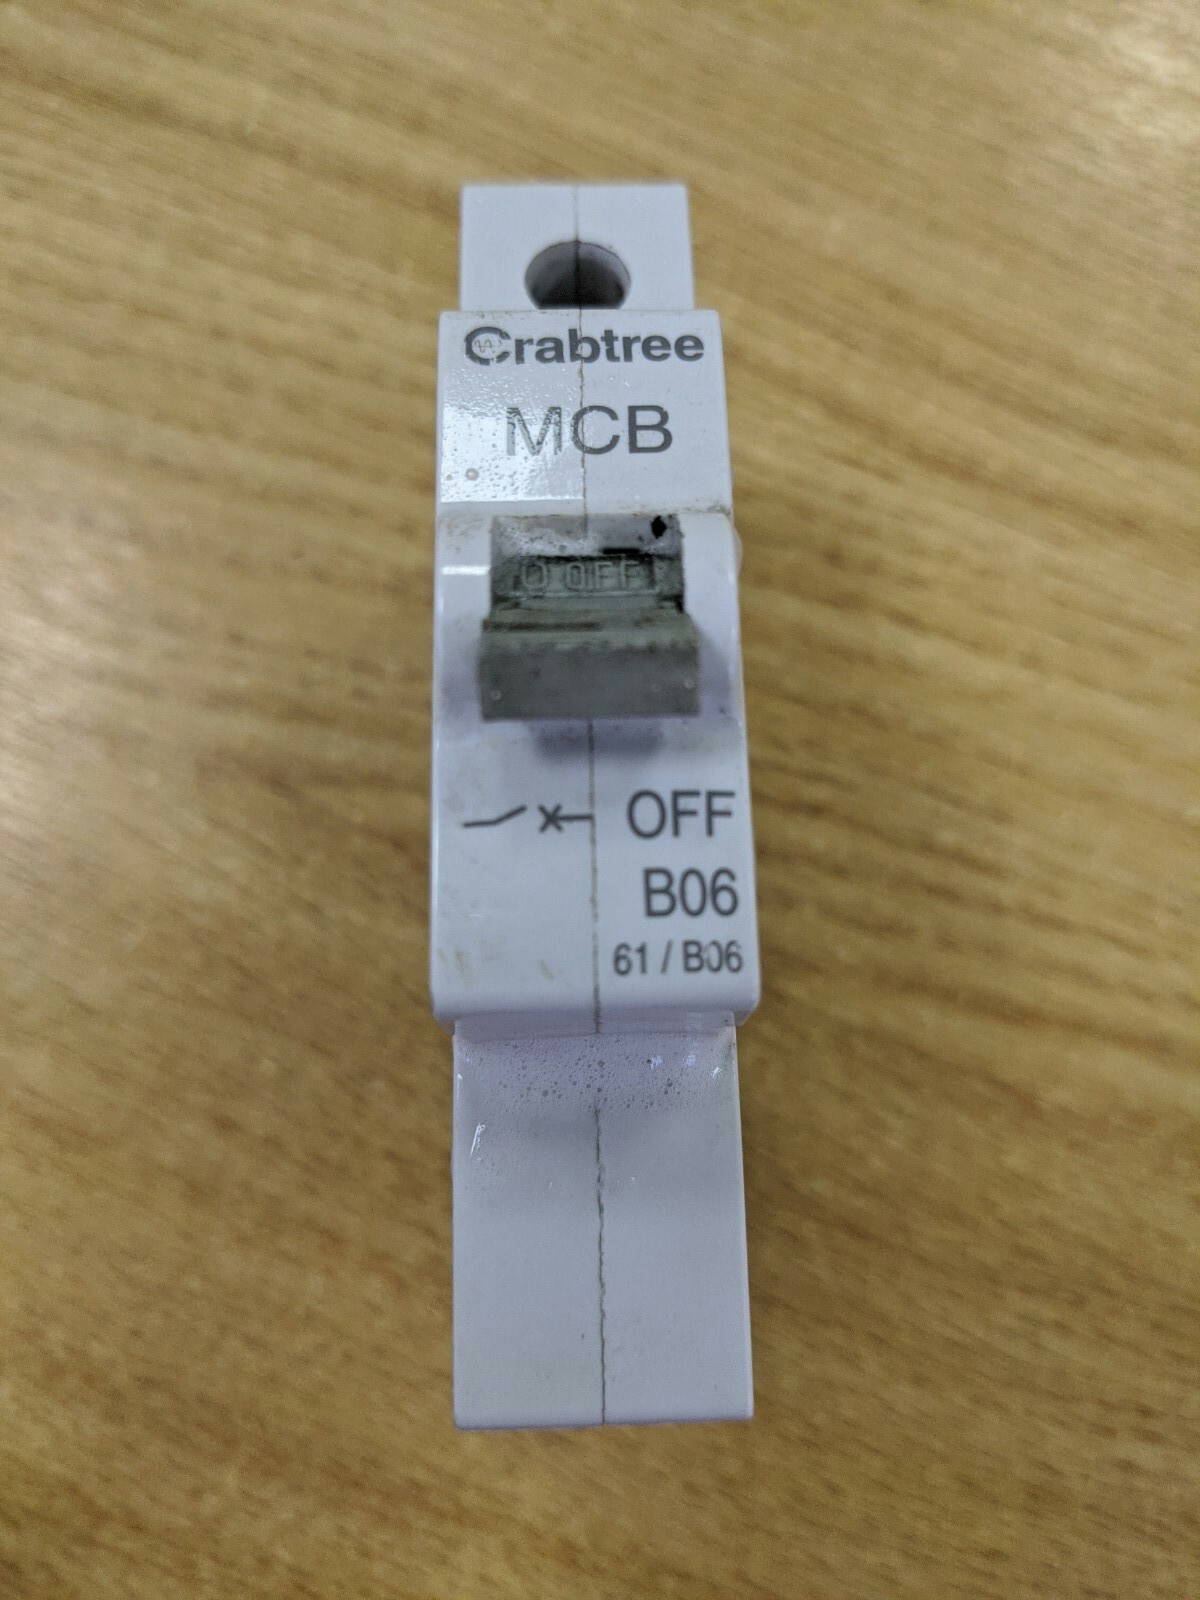 Crabtree
MCB
O OFF
OFF
B06
61 / B06